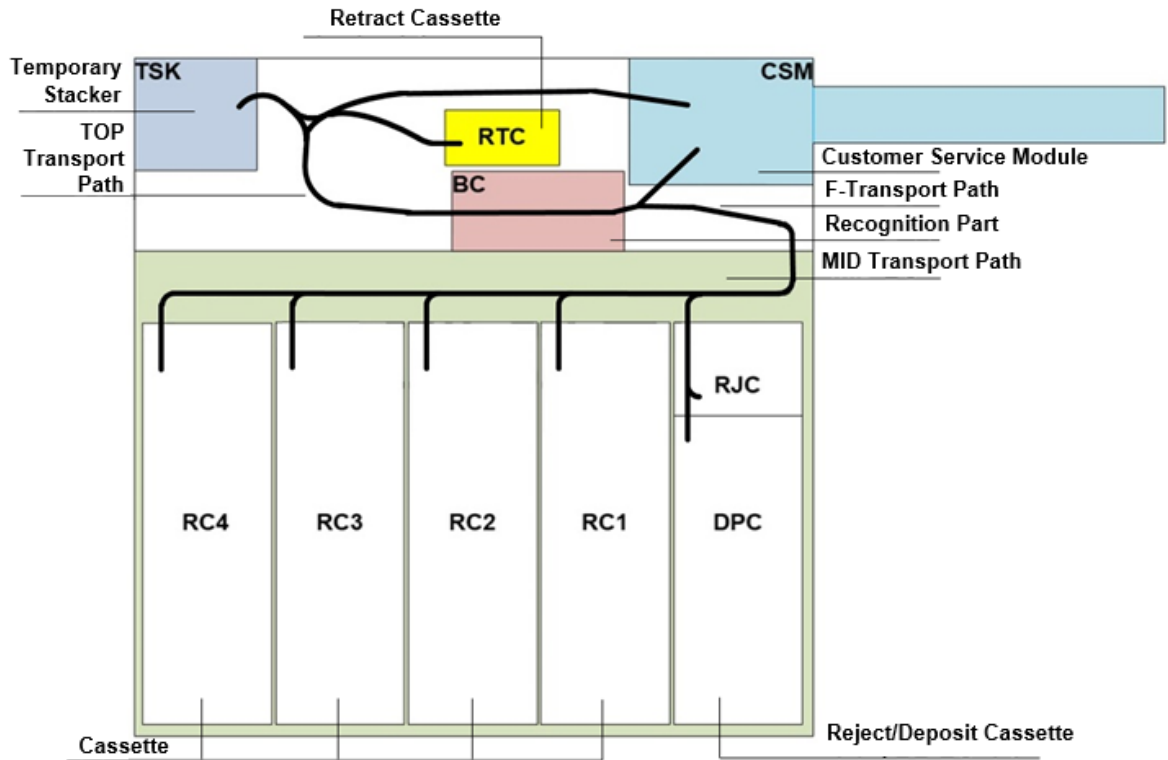 Retract Cassette
Temporary
Stacker
TSK
CSM
TOP
Transport
Path
RTC
BC
Customer Service Module
F-Transport Path
Recognition Part
MID Transport Path
RJC
RC4
RC3
RC2
RC1
DPC
Cassette
Reject/Deposit Cassette